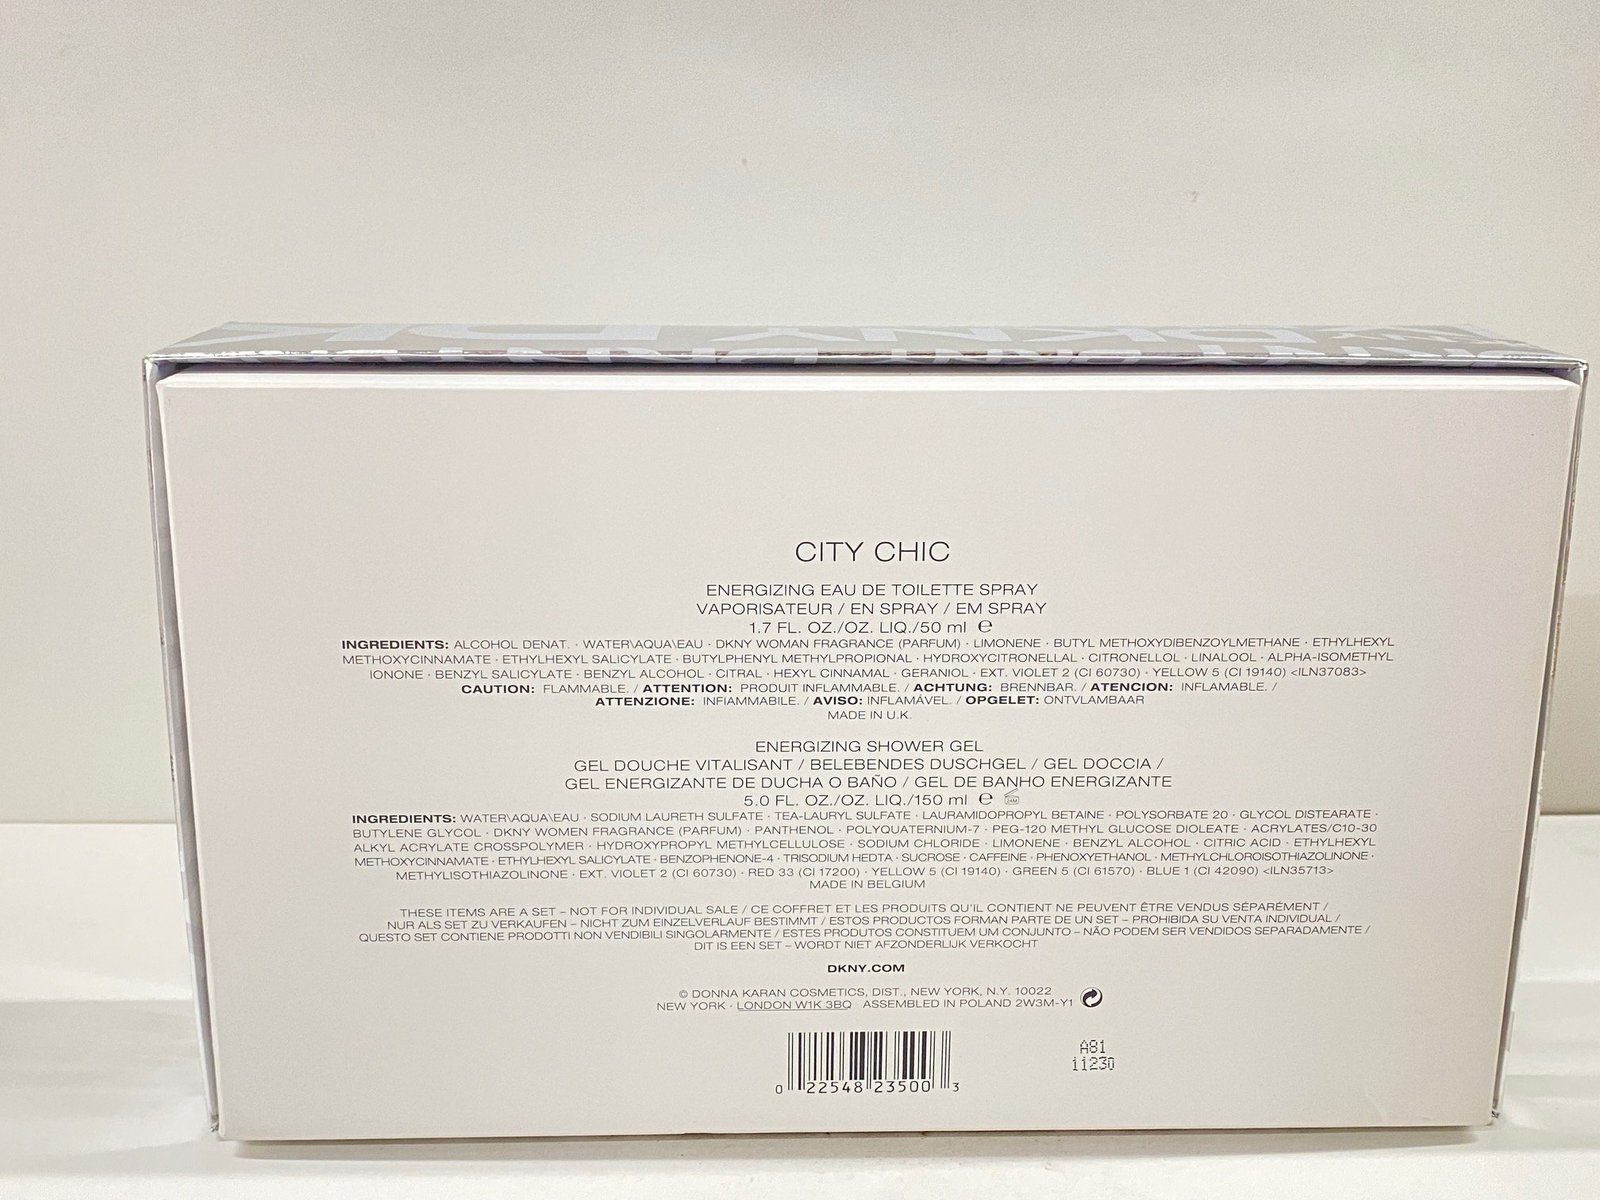 DKNY DK
CITY CHIC
ENERGIZING EAU DE TOILETTE SPRAY
VAPORISATEUR / EN SPRAY / EM SPRAY
1.7 FL. OZ./OZ. LIQ./50 ml ℮
INGREDIENTS: ALCOHOL DENAT. · WATER\AQUA\EAU · DKNY WOMAN FRAGRANCE (PARFUM) · LIMONENE · BUTYL METHOXYDIBENZOYLMETHANE · ETHYLHEXYL
METHOXYCINNAMATE · ETHYLHEXYL SALICYLATE · BUTYLPHENYL METHYLPROPIONAL · HYDROXYCITRONELLAL · CITRONELLOL · LINALOOL · ALPHA-ISOMETHYL
IONONE · BENZYL SALICYLATE · BENZYL ALCOHOL · CITRAL · HEXYL CINNAMAL · GERANIOL · EXT. VIOLET 2 (CI 60730) · YELLOW 5 (CI 19140) <ILN37083>
CAUTION: FLAMMABLE. / ATTENTION: PRODUIT INFLAMMABLE. / ACHTUNG: BRENNBAR. / ATENCION: INFLAMABLE. /
ATTENZIONE: INFIAMMABILE. / AVISO: INFLAMÁVEL. / OPGELET: ONTVLAMBAAR
MADE IN U.K.
ENERGIZING SHOWER GEL
GEL DOUCHE VITALISANT / BELEBENDES DUSCHGEL / GEL DOCCIA /
GEL ENERGIZANTE DE DUCHA O BAÑO / GEL DE BANHO ENERGIZANTE
5.0 FL. OZ./OZ. LIQ./150 ml ℮ 24M
INGREDIENTS: WATER\AQUA\EAU · SODIUM LAURETH SULFATE · TEA-LAURYL SULFATE · LAURAMIDOPROPYL BETAINE · POLYSORBATE 20 · GLYCOL DISTEARATE ·
BUTYLENE GLYCOL · DKNY WOMEN FRAGRANCE (PARFUM) · PANTHENOL · POLYQUATERNIUM-7 · PEG-120 METHYL GLUCOSE DIOLEATE · ACRYLATES/C10-30
ALKYL ACRYLATE CROSSPOLYMER · HYDROXYPROPYL METHYLCELLULOSE · SODIUM CHLORIDE · LIMONENE · BENZYL ALCOHOL · CITRIC ACID · ETHYLHEXYL
METHOXYCINNAMATE · ETHYLHEXYL SALICYLATE · BENZOPHENONE-4 · TRISODIUM HEDTA · SUCROSE · CAFFEINE · PHENOXYETHANOL · METHYLCHLOROISOTHIAZOLINONE ·
METHYLISOTHIAZOLINONE · EXT. VIOLET 2 (CI 60730) · RED 33 (CI 17200) · YELLOW 5 (CI 19140) · GREEN 5 (CI 61570) · BLUE 1 (CI 42090) <ILN35713>
MADE IN BELGIUM
THESE ITEMS ARE A SET – NOT FOR INDIVIDUAL SALE / CE COFFRET ET LES PRODUITS QU'IL CONTIENT NE PEUVENT ÊTRE VENDUS SÉPARÉMENT /
NUR ALS SET ZU VERKAUFEN – NICHT ZUM EINZELVERLAUF BESTIMMT / ESTOS PRODUCTOS FORMAN PARTE DE UN SET – PROHIBIDA SU VENTA INDIVIDUAL /
QUESTO SET CONTIENE PRODOTTI NON VENDIBILI SINGOLARMENTE / ESTES PRODUTOS CONSTITUEM UM CONJUNTO – NÃO PODEM SER VENDIDOS SEPARADAMENTE /
DIT IS EEN SET – WORDT NIET AFZONDERLIJK VERKOCHT
DKNY.COM
© DONNA KARAN COSMETICS, DIST., NEW YORK, N.Y. 10022
NEW YORK · LONDON W1K 3BQ ASSEMBLED IN POLAND 2W3M-Y1
A81
11230
0 22548 23500 3